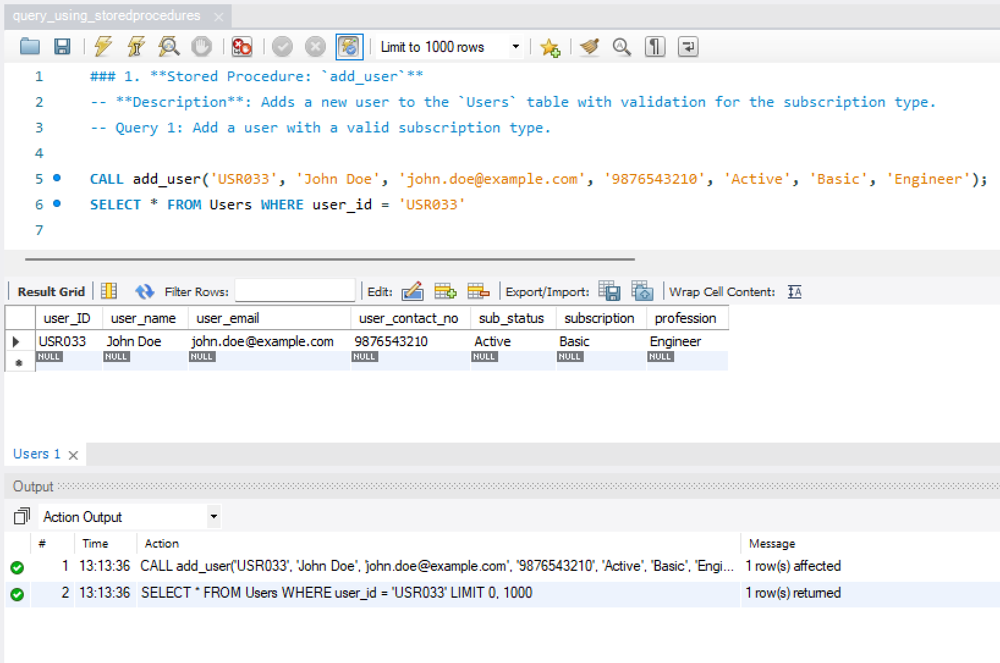 query_using_storedprocedures
Limit to 1000 rows
1 ### 1. **Stored Procedure: `add_user`**
2 -- **Description**: Adds a new user to the `Users` table with validation for the subscription type.
3 -- Query 1: Add a user with a valid subscription type.
4
5 CALL add_user('USR033', 'John Doe', 'john.doe@example.com', '9876543210', 'Active', 'Basic', 'Engineer');
6 SELECT * FROM Users WHERE user_id = 'USR033'
7
Result Grid Filter Rows: Edit: Export/Import: Wrap Cell Content: IA
user_ID user_name user_email user_contact_no sub_status subscription profession
USR033 John Doe john.doe@example.com 9876543210 Active Basic Engineer
NULL NULL NULL NULL NULL NULL NULL
Users 1
Output
Action Output
# Time Action Message
1 13:13:36 CALL add_user('USR033', 'John Doe', 'john.doe@example.com', '9876543210', 'Active', 'Basic', 'Engi... 1 row(s) affected
2 13:13:36 SELECT * FROM Users WHERE user_id = 'USR033' LIMIT 0, 1000 1 row(s) returned